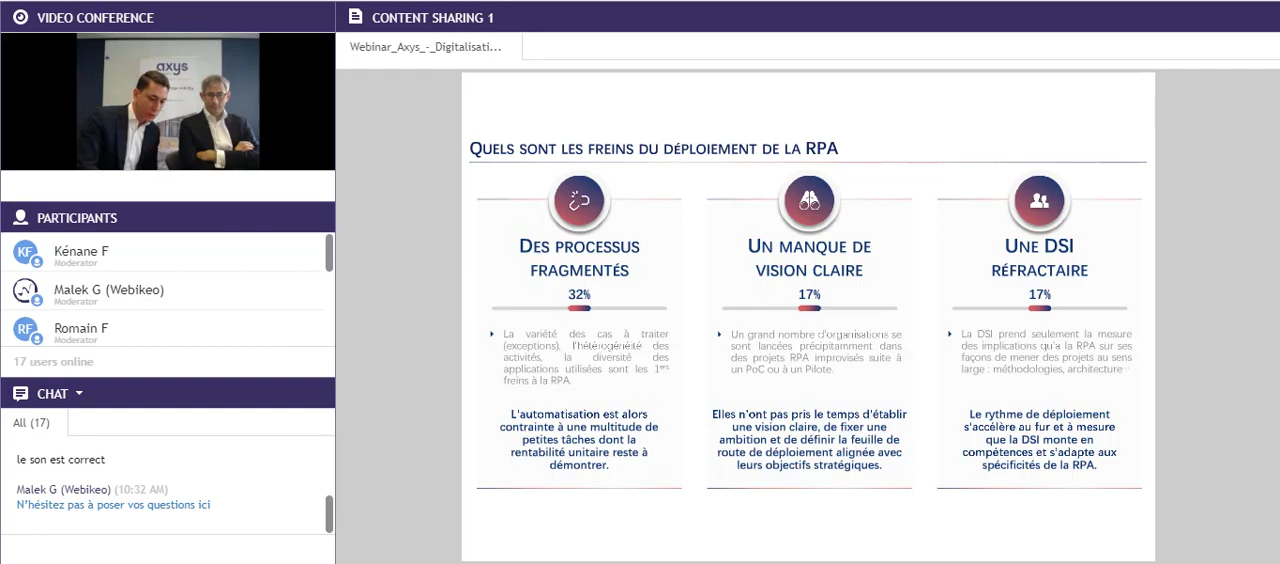 VIDEO CONFERENCE
axys
PARTICIPANTS
KF
Kénane F
Moderator
Malek G (Webikeo)
Moderator
RF
Romain F
Moderator
17 users online
CHAT
All (17)
le son est correct
Malek G (Webikeo) (10:32 AM)
N'hésitez pas à poser vos questions ici
CONTENT SHARING 1
Webinar_Axys_-_Digitalisati...
QUELS SONT LES FREINS DU DÉPLOIEMENT DE LA RPA
DES PROCESSUS
FRAGMENTÉS
32%
La variété des cas à traiter
(exceptions), l'hétérogénéité des
activités, la diversité des
applications utilisées sont les 1ers
freins à la RPA.
L'automatisation est alors
contrainte à une multitude de
petites tâches dont la
rentabilité unitaire reste à
démontrer.
UN MANQUE DE
VISION CLAIRE
17%
Un grand nombre d'organisations se
sont lancées précipitamment dans
des projets RPA improvisés suite à
un PoC ou à un Pilote.
Elles n'ont pas pris le temps d'établir
une vision claire, de fixer une
ambition et de définir la feuille de
route de déploiement alignée avec
leurs objectifs stratégiques.
UNE DSI
RÉFRACTAIRE
17%
La DSI prend seulement la mesure
des implications qu'a la RPA sur ses
façons de mener des projets au sens
large : méthodologies, architecture…
Le rythme de déploiement
s'accélère au fur et à mesure
que la DSI monte en
compétences et s'adapte aux
spécificités de la RPA.